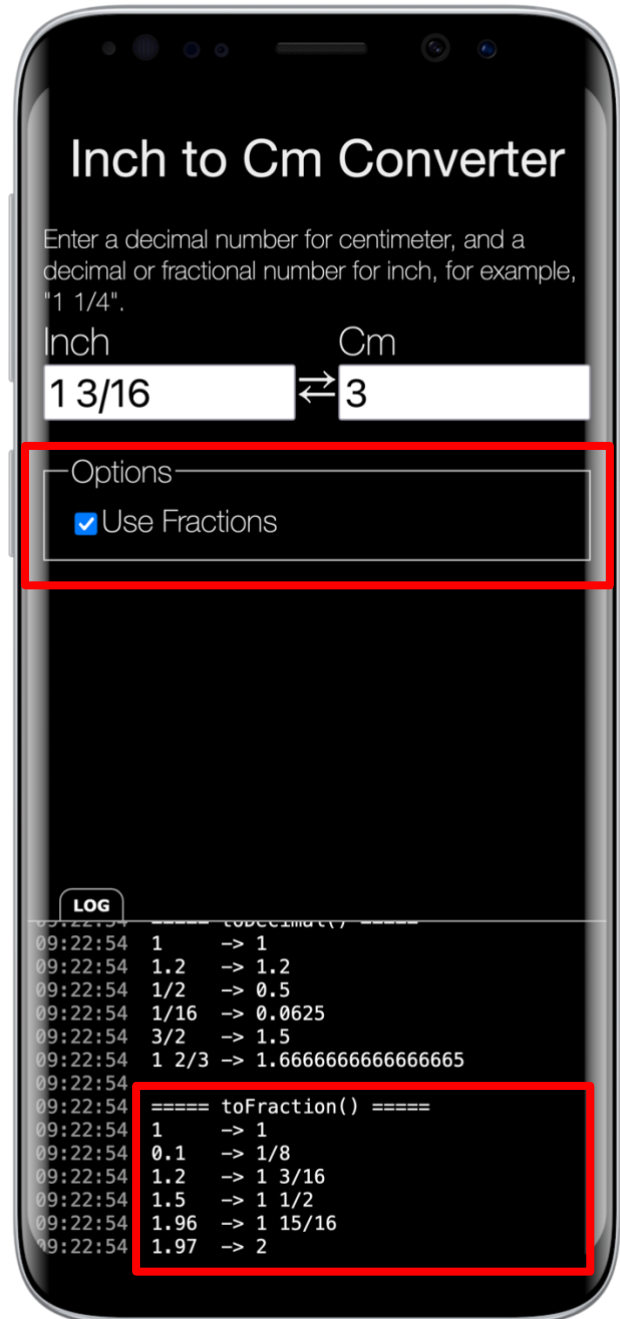 Inch to Cm Converter
Enter a decimal number for centimeter, and a
decimal or fractional number for inch, for example,
"1 1/4".
Inch Cm
1 3/16 ⇄ 3
Options
Use Fractions
LOG
09:22:54 ===== toDecimal() =====
09:22:54 1 -> 1
09:22:54 1.2 -> 1.2
09:22:54 1/2 -> 0.5
09:22:54 1/16 -> 0.0625
09:22:54 3/2 -> 1.5
09:22:54 1 2/3 -> 1.6666666666666665
09:22:54
09:22:54 ===== toFraction() =====
09:22:54 1 -> 1
09:22:54 0.1 -> 1/8
09:22:54 1.2 -> 1 3/16
09:22:54 1.5 -> 1 1/2
09:22:54 1.96 -> 1 15/16
09:22:54 1.97 -> 2